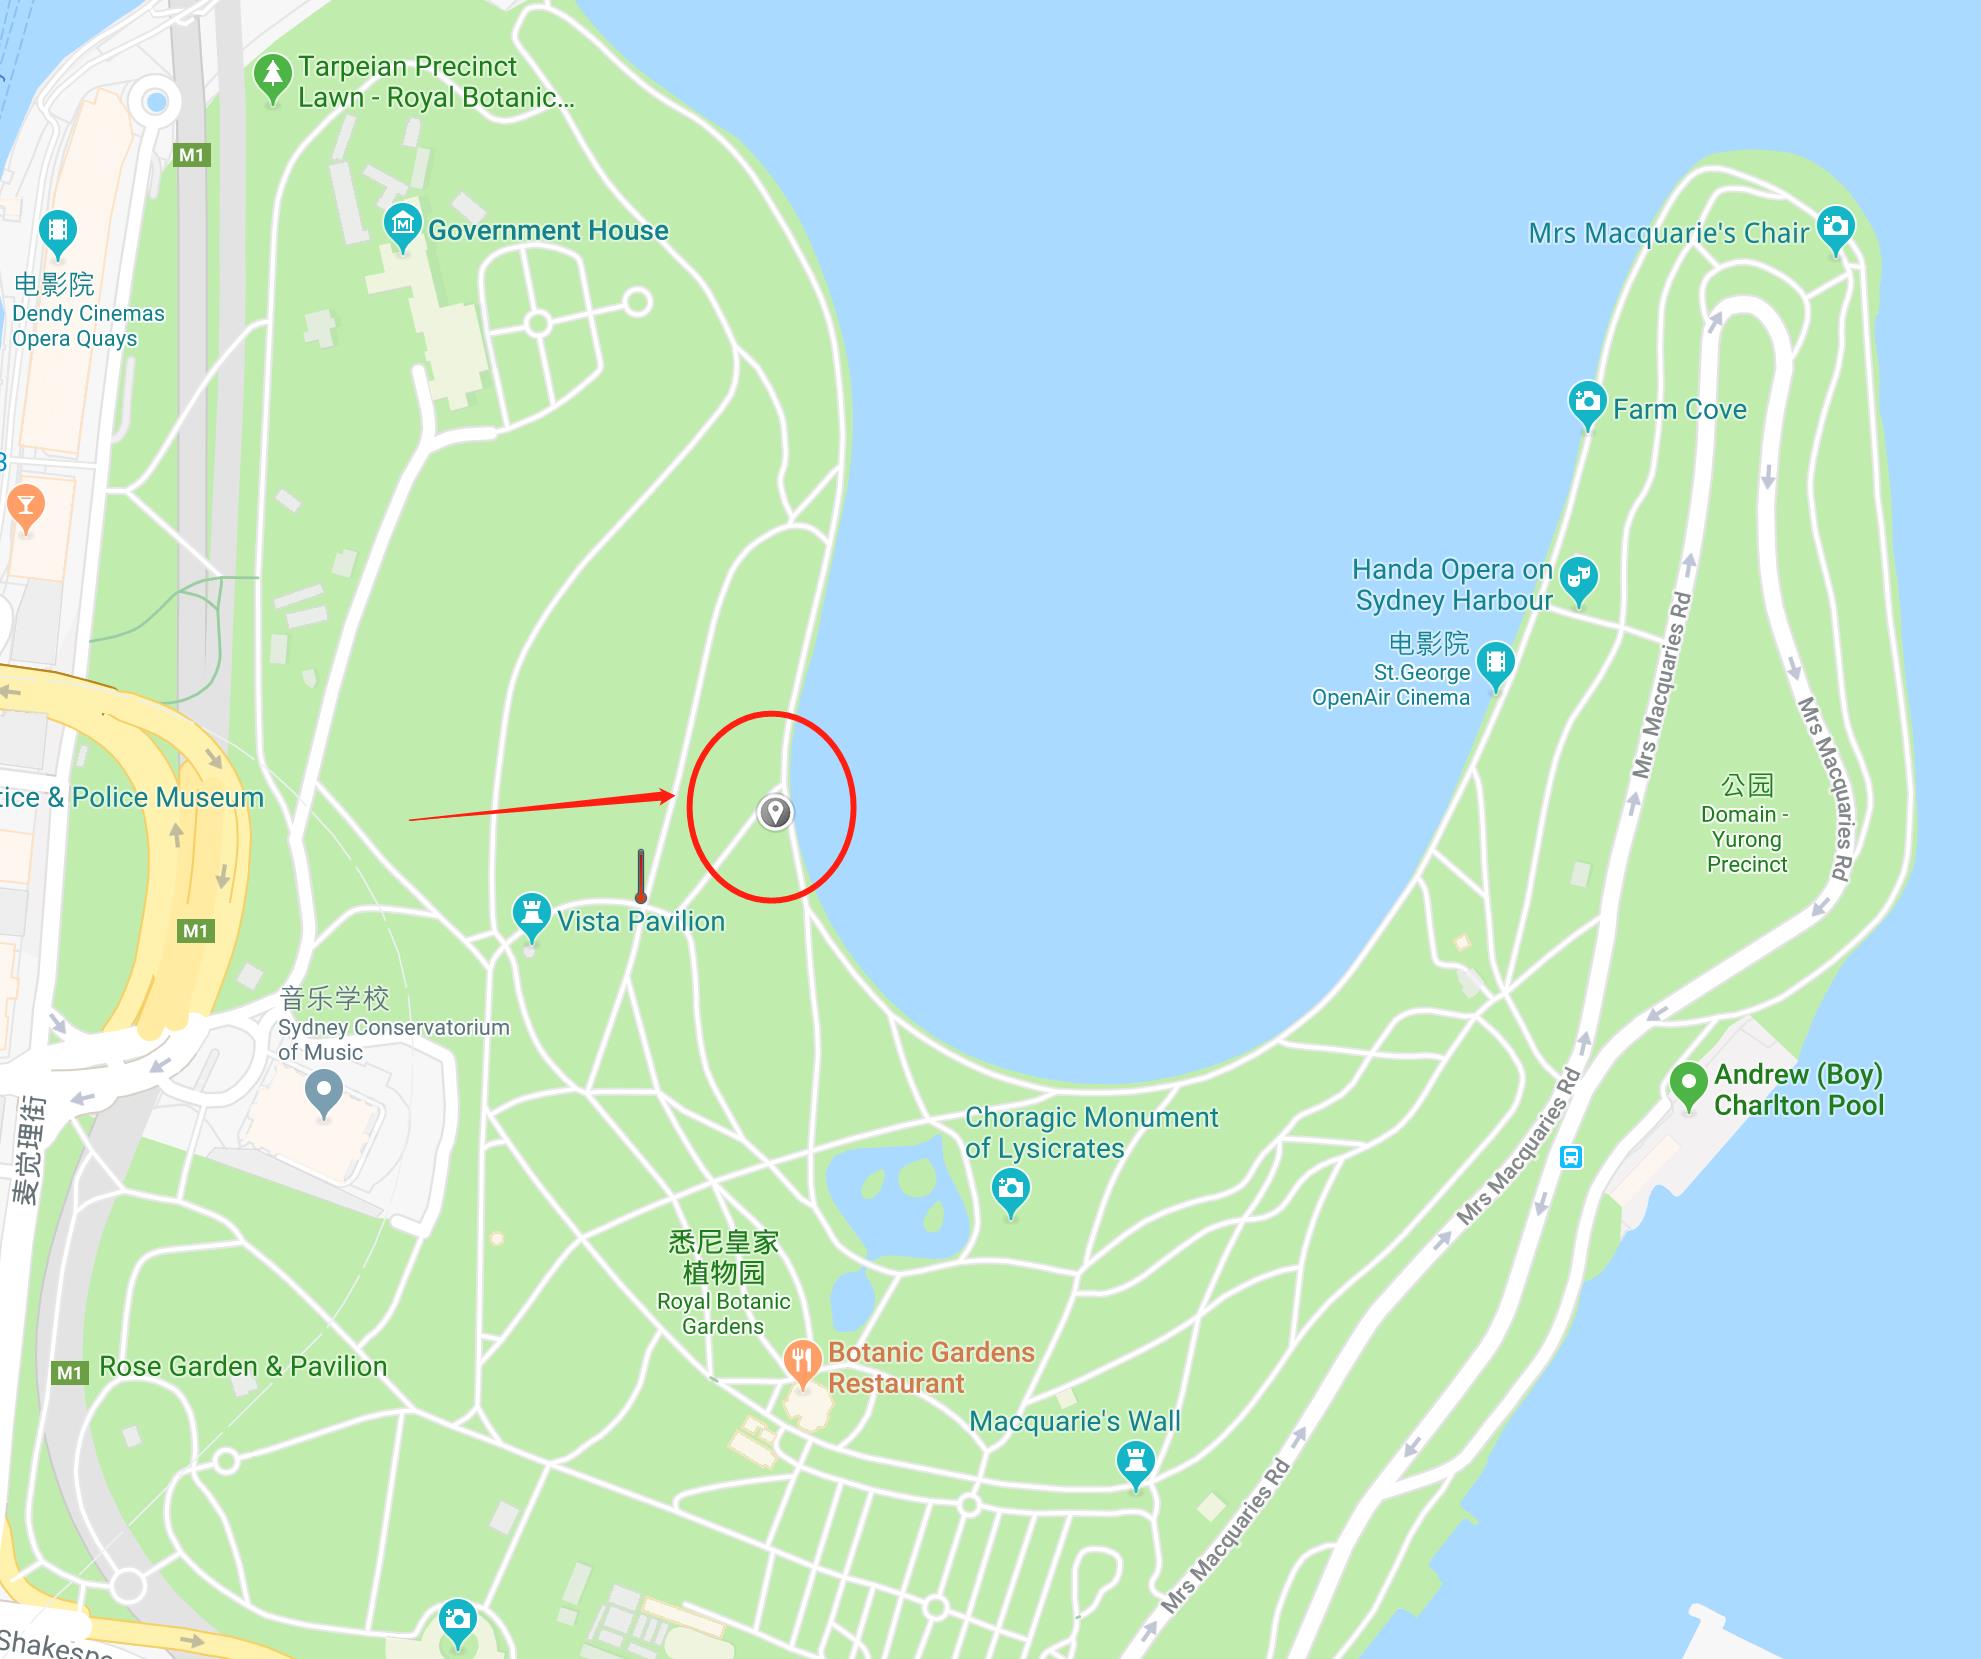 Tarpeian Precinct
Lawn - Royal Botanic...
M1
Government House
Mrs Macquarie's Chair
电影院
Dendy Cinemas
Opera Quays
Farm Cove
3
Handa Opera on
Sydney Harbour
电影院
St.George
OpenAir Cinema
Mrs Macquaries Rd
Mrs Macquaries Rd
公园
Domain -
Yurong
Precinct
tice & Police Museum
Vista Pavilion
M1
音乐学校
Sydney Conservatorium
of Music
Andrew (Boy)
Charlton Pool
麦觉理街
Choragic Monument
of Lysicrates
Mrs Macquaries Rd
悉尼皇家
植物园
Royal Botanic
Gardens
M1
Rose Garden & Pavilion
Botanic Gardens
Restaurant
Macquarie's Wall
Mrs Macquaries Rd
Shakespe